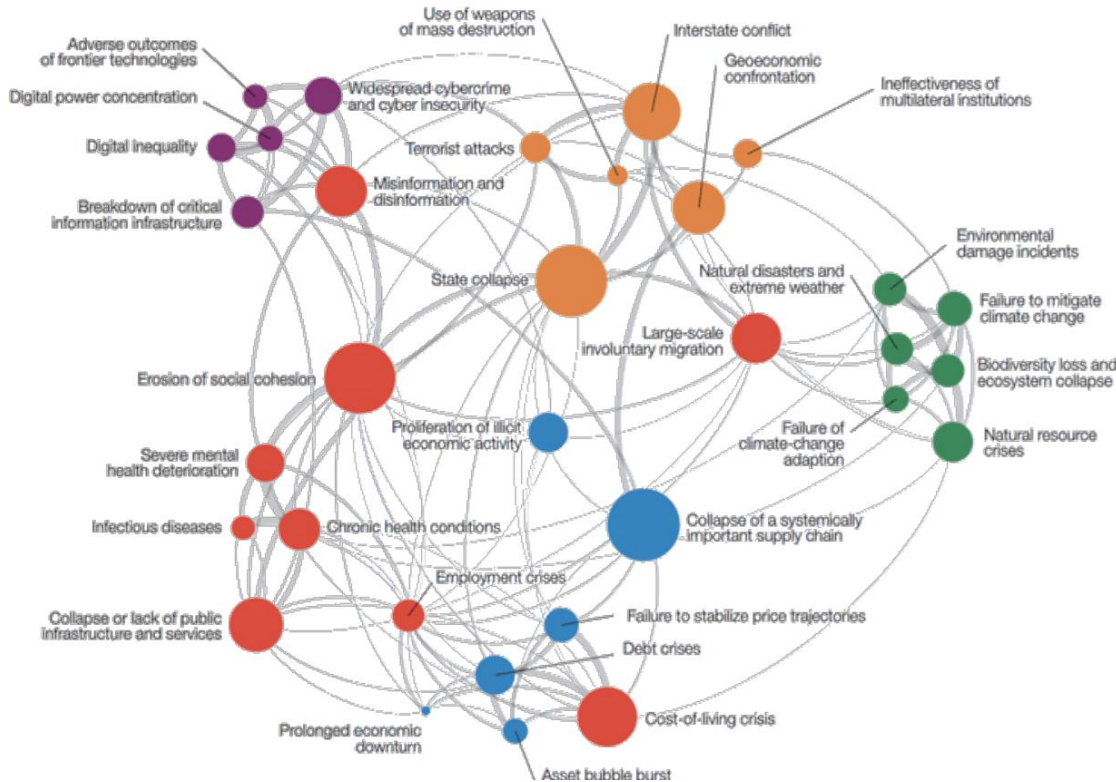 Use of weapons
of mass destruction
Interstate conflict
Adverse outcomes
of frontier technologies
Geoeconomic
confrontation
Ineffectiveness of
multilateral institutions
Digital power concentration
Widespread cybercrime
and cyber insecurity
Digital inequality
Terrorist attacks
Misinformation and
disinformation
Breakdown of critical
information infrastructure
Environmental
damage incidents
Natural disasters and
extreme weather
State collapse
Failure to mitigate
climate change
Large-scale
involuntary migration
Biodiversity loss and
ecosystem collapse
Erosion of social cohesion
Proliferation of illicit
economic activity
Failure of
climate-change
adaption
Natural resource
crises
Severe mental
health deterioration
Infectious diseases
Chronic health conditions
Collapse of a systemically
important supply chain
Employment crises
Collapse or lack of public
infrastructure and services
Failure to stabilize price trajectories
Debt crises
Cost-of-living crisis
Prolonged economic
downturn
Asset bubble burst